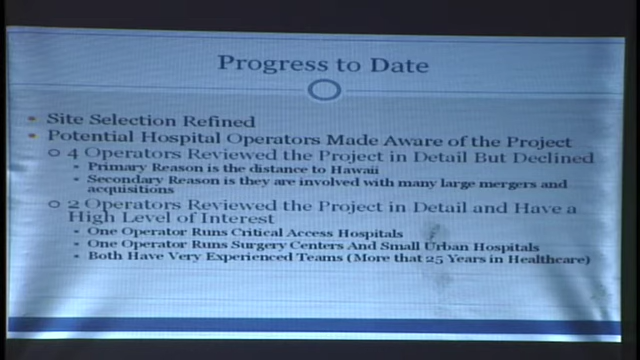 Progress to Date
Site Selection Refined
Potential Hospital Operators Made Aware of the Project
4 Operators Reviewed the Project in Detail But Declined
Primary Reason is the distance to Hawaii
Secondary Reason is they are involved with many large mergers and
acquisitions
2 Operators Reviewed the Project in Detail and Have a
High Level of Interest
One Operator Runs Critical Access Hospitals
One Operator Runs Surgery Centers And Small Urban Hospitals
Both Have Very Experienced Teams (More that 25 Years in Healthcare)